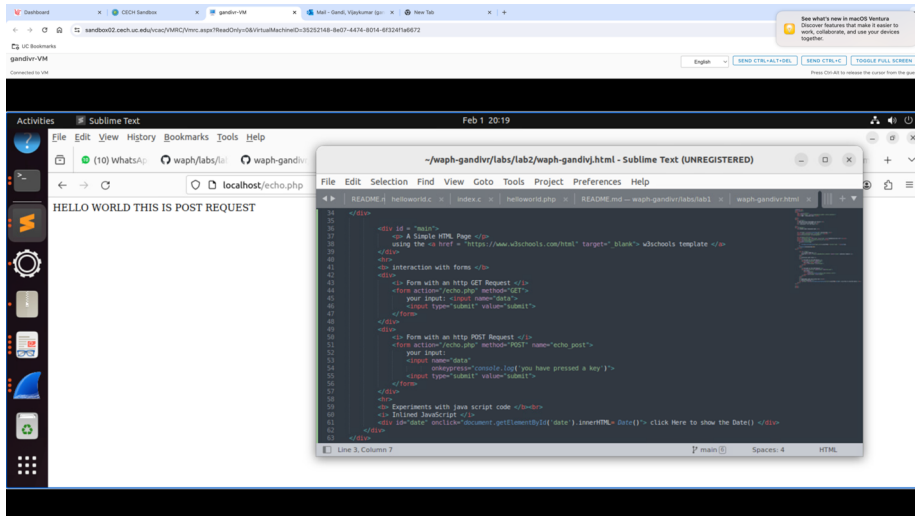 Dashboard
CECH Sandbox
gandivr-VM
Mail - Gandi, Vijaykumar (ga
New Tab
sandbox02.cech.uc.edu/vcac/VMRC/Vmrc.aspx?ReadOnly=0&VirtualMachineID=35252148-8e07-4474-8014-6f324f1a6672
See what's new in macOS Ventura
Discover features that make it easier to
work, collaborate, and use your devices
together.
UC Bookmarks
gandivr-VM
English
SEND CTRL+ALT+DEL
SEND CTRL+C
TOGGLE FULL SCREEN
Connected to VM
Press Ctrl-Alt to release the cursor from the gue
Activities
Sublime Text
Feb 1 20:19
File Edit View History Bookmarks Tools Help
(10) WhatsAp
waph/labs/la
waph-gandiv
localhost/echo.php
HELLO WORLD THIS IS POST REQUEST
~/waph-gandivr/labs/lab2/waph-gandivj.html - Sublime Text (UNREGISTERED)
File Edit Selection Find View Goto Tools Project Preferences Help
README.n
helloworld.c
index.c
helloworld.php
README.md — waph-gandivr/labs/lab1
waph-gandivr.html
34 </div>
35
36 <div id = "main">
37 <p> A Simple HTML Page </p>
38 using the <a href = "https://www.w3schools.com/html" target="_blank"> w3schools template </a>
39 </div>
40 <hr>
41 <b> interaction with forms </b>
42 <div>
43 <i> Form with an http GET Request </i>
44 <form action="/echo.php" method="GET">
45 your input: <input name="data">
46 <input type="submit" value="submit">
47 </form>
48 </div>
49 <div>
50 <i> Form with an http POST Request </i>
51 <form action="/echo.php" method="POST" name="echo_post">
52 your input:
53 <input name="data"
54 onkeypress="console.log('you have pressed a key')">
55 <input type="submit" value="submit">
56 </form>
57 </div>
58 <hr>
59 <b> Experiments with java script code </b><br>
60 <i> Inlined JavaScript </i>
61 <div id="date" onclick="document.getElementById('date').innerHTML= Date()"> click Here to show the Date() </div>
62 </div>
63 </div>
Line 3, Column 7
main
Spaces: 4
HTML